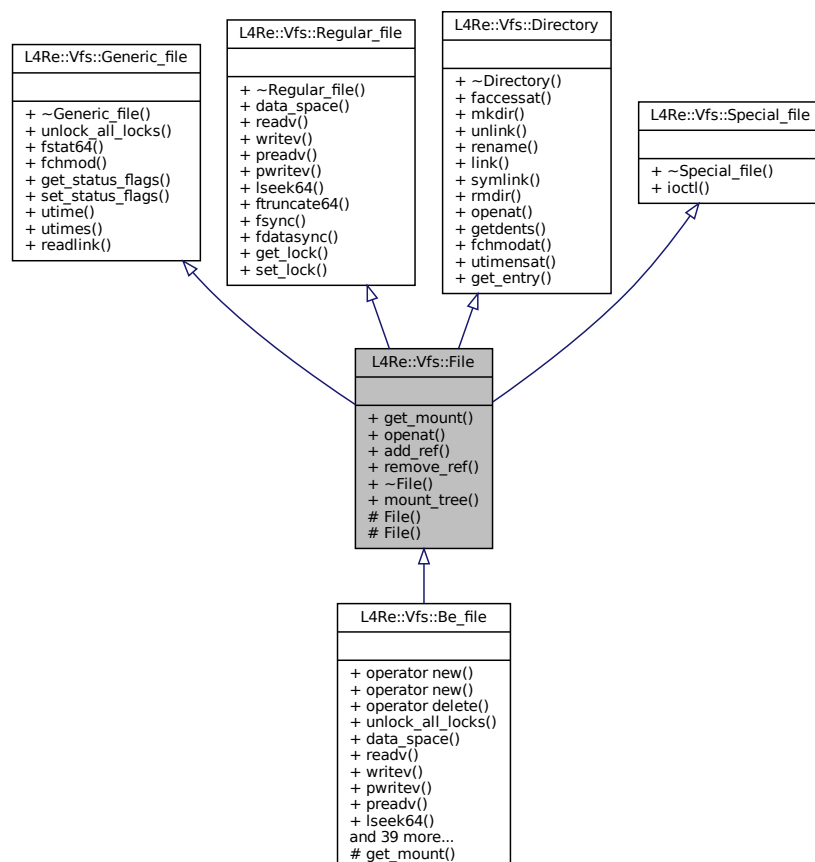 L4Re::Vfs::Generic_file
+ ~Generic_file()
+ unlock_all_locks()
+ fstat64()
+ fchmod()
+ get_status_flags()
+ set_status_flags()
+ utime()
+ utimes()
+ readlink()
L4Re::Vfs::Regular_file
+ ~Regular_file()
+ data_space()
+ readv()
+ writev()
+ preadv()
+ pwritev()
+ lseek64()
+ ftruncate64()
+ fsync()
+ fdatasync()
+ get_lock()
+ set_lock()
L4Re::Vfs::Directory
+ ~Directory()
+ faccessat()
+ mkdir()
+ unlink()
+ rename()
+ link()
+ symlink()
+ rmdir()
+ openat()
+ getdents()
+ fchmodat()
+ utimensat()
+ get_entry()
L4Re::Vfs::Special_file
+ ~Special_file()
+ ioctl()
L4Re::Vfs::File
+ get_mount()
+ openat()
+ add_ref()
+ remove_ref()
+ ~File()
+ mount_tree()
# File()
# File()
L4Re::Vfs::Be_file
+ operator new()
+ operator new()
+ operator delete()
+ unlock_all_locks()
+ data_space()
+ readv()
+ writev()
+ pwritev()
+ preadv()
+ lseek64()
and 39 more...
# get_mount()